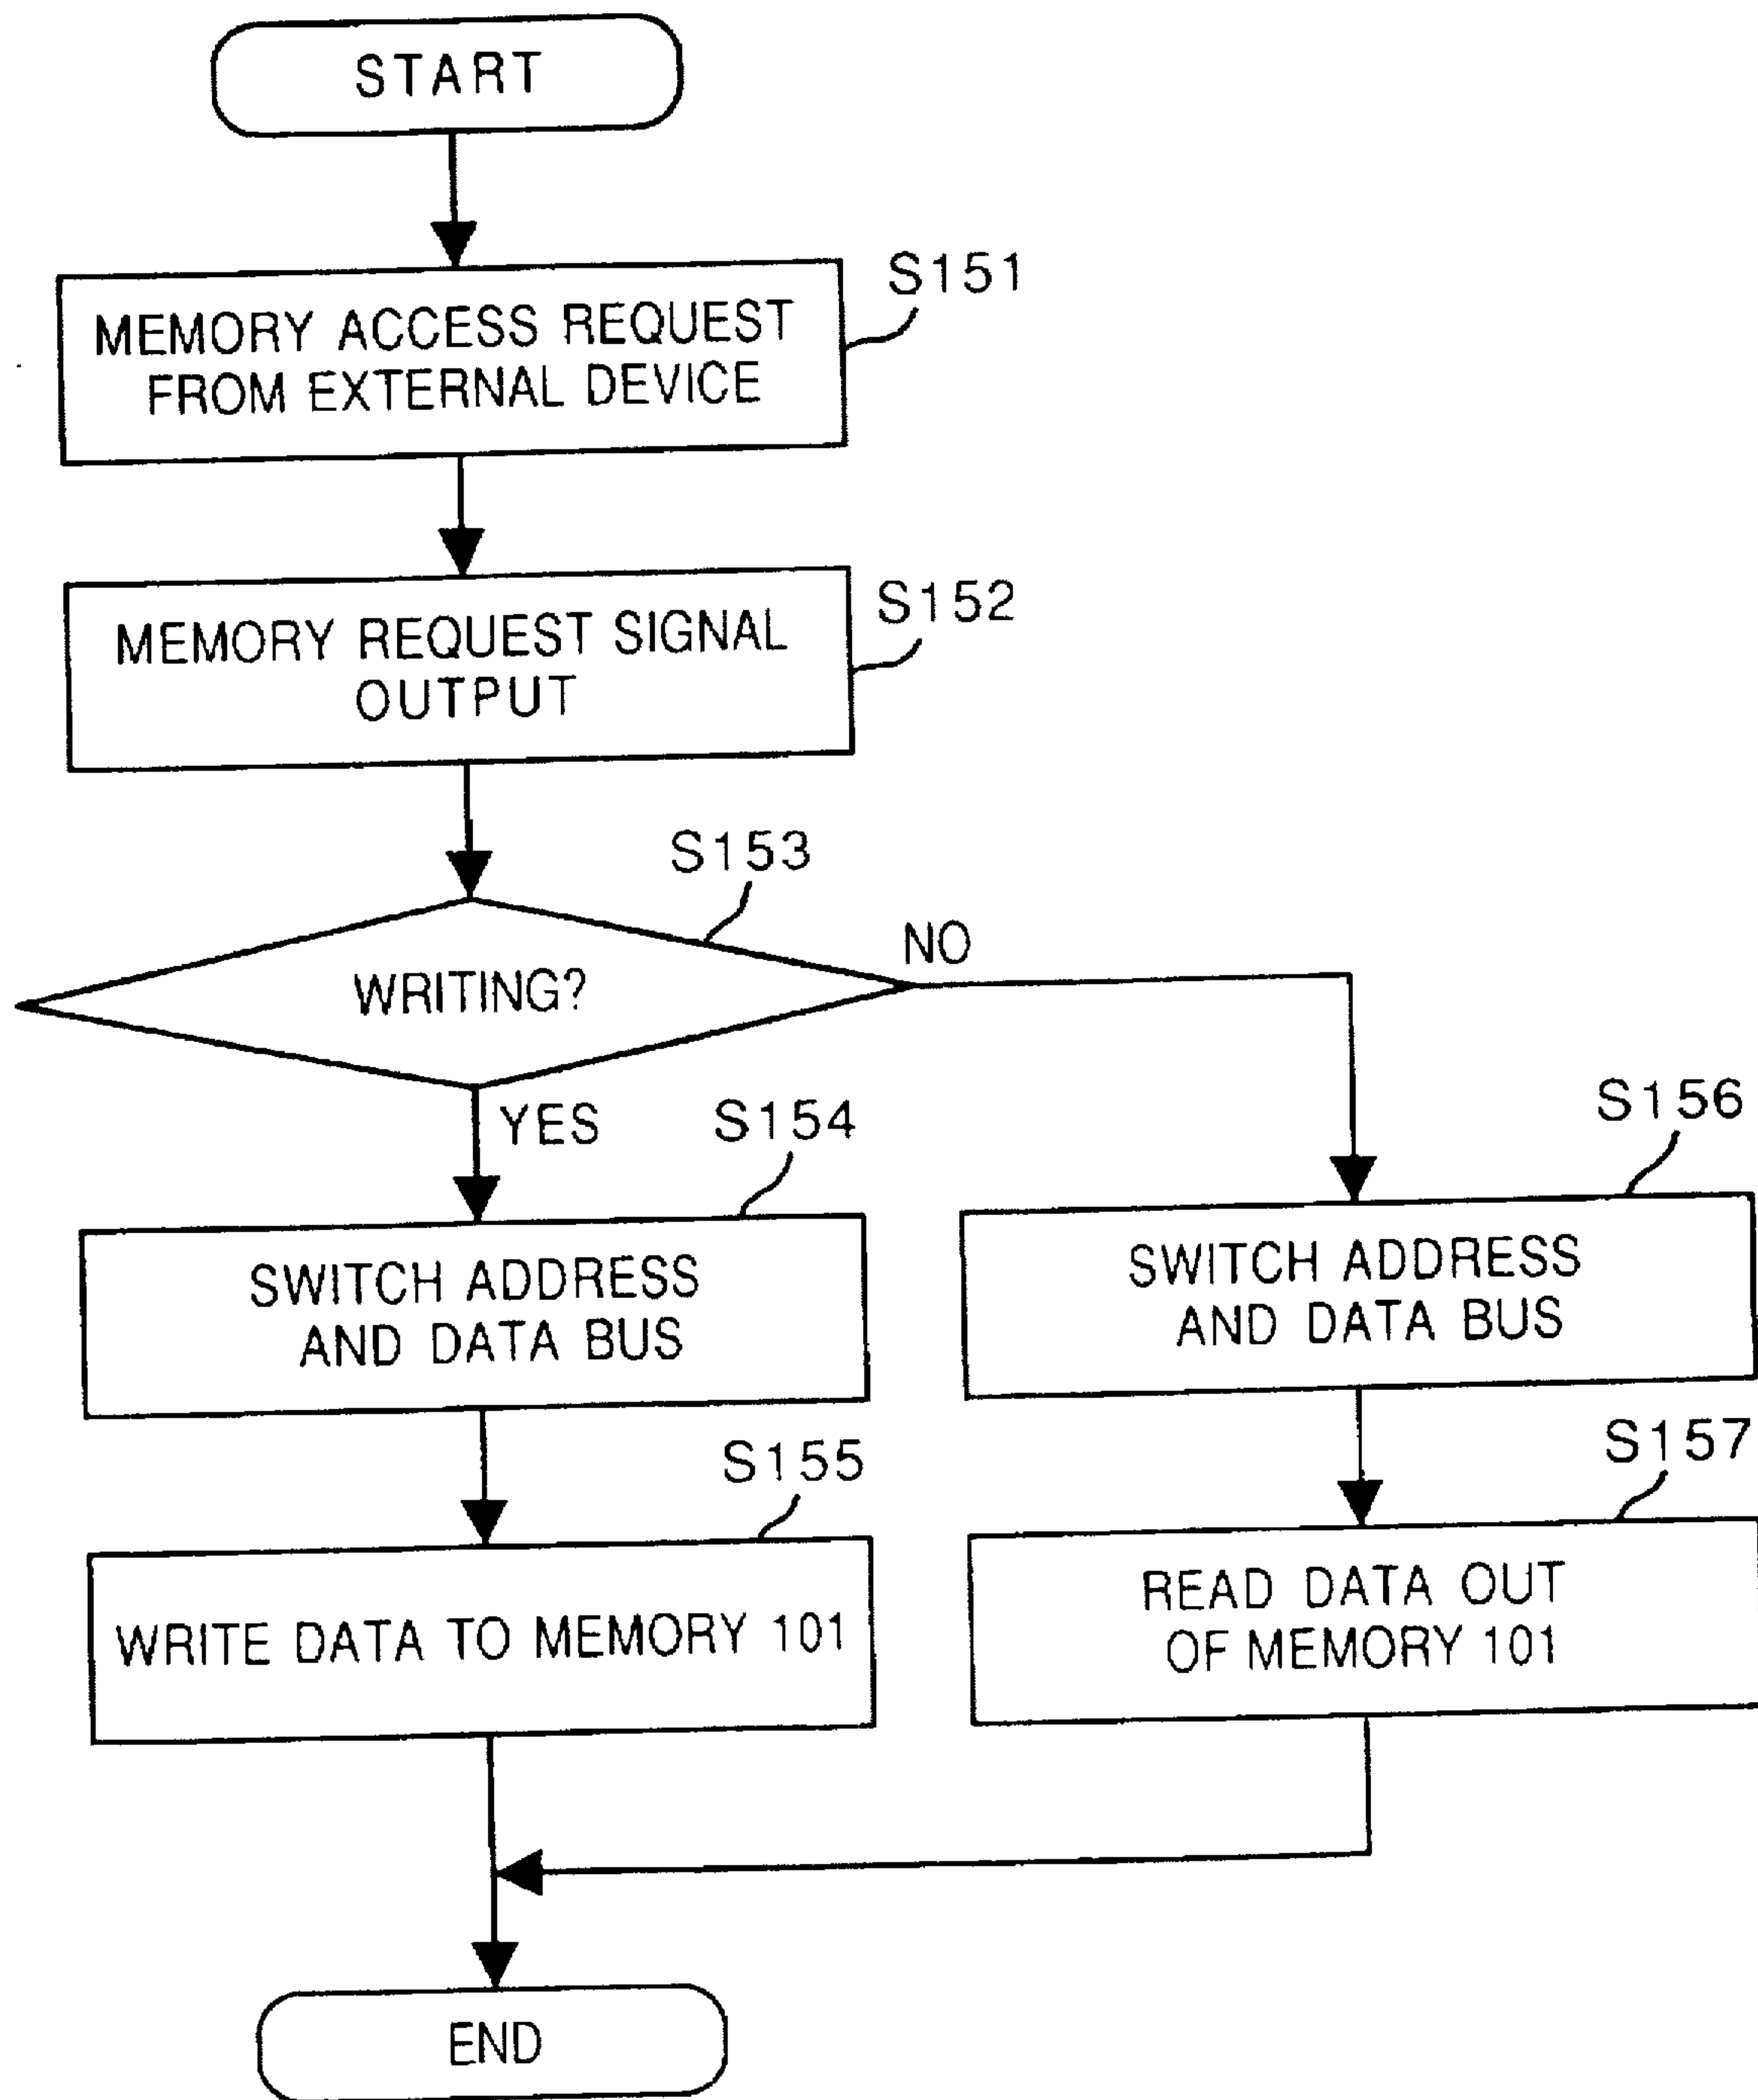 START
S151
MEMORY ACCESS REQUEST
FROM EXTERNAL DEVICE
S152
MEMORY REQUEST SIGNAL
OUTPUT
S153
WRITING?
NO
YES
S154
SWITCH ADDRESS
AND DATA BUS
S155
WRITE DATA TO MEMORY 101
S156
SWITCH ADDRESS
AND DATA BUS
S157
READ DATA OUT
OF MEMORY 101
END